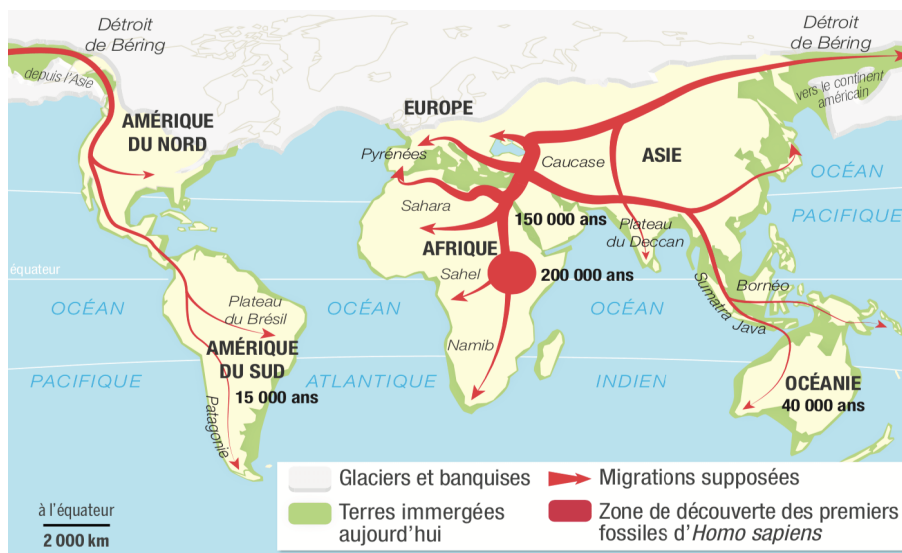 Détroit
de Béring
depuis l'Asie
AMÉRIQUE
DU NORD
EUROPE
Pyrénées
Caucase
ASIE
Détroit
de Béring
vers le continent
américain
OCÉAN
PACIFIQUE
Sahara
150 000 ans
Plateau
du Deccan
AFRIQUE
Sahel
200 000 ans
équateur
OCÉAN
PACIFIQUE
Plateau
du Brésil
AMÉRIQUE
DU SUD
15 000 ans
Patagonie
OCÉAN
ATLANTIQUE
Namib
OCÉAN
INDIEN
Sumatra
Java
Bornéo
OCÉANIE
40 000 ans
à l'équateur
2 000 km
Glaciers et banquises
Terres immergées
aujourd'hui
Migrations supposées
Zone de découverte des premiers
fossiles d'Homo sapiens